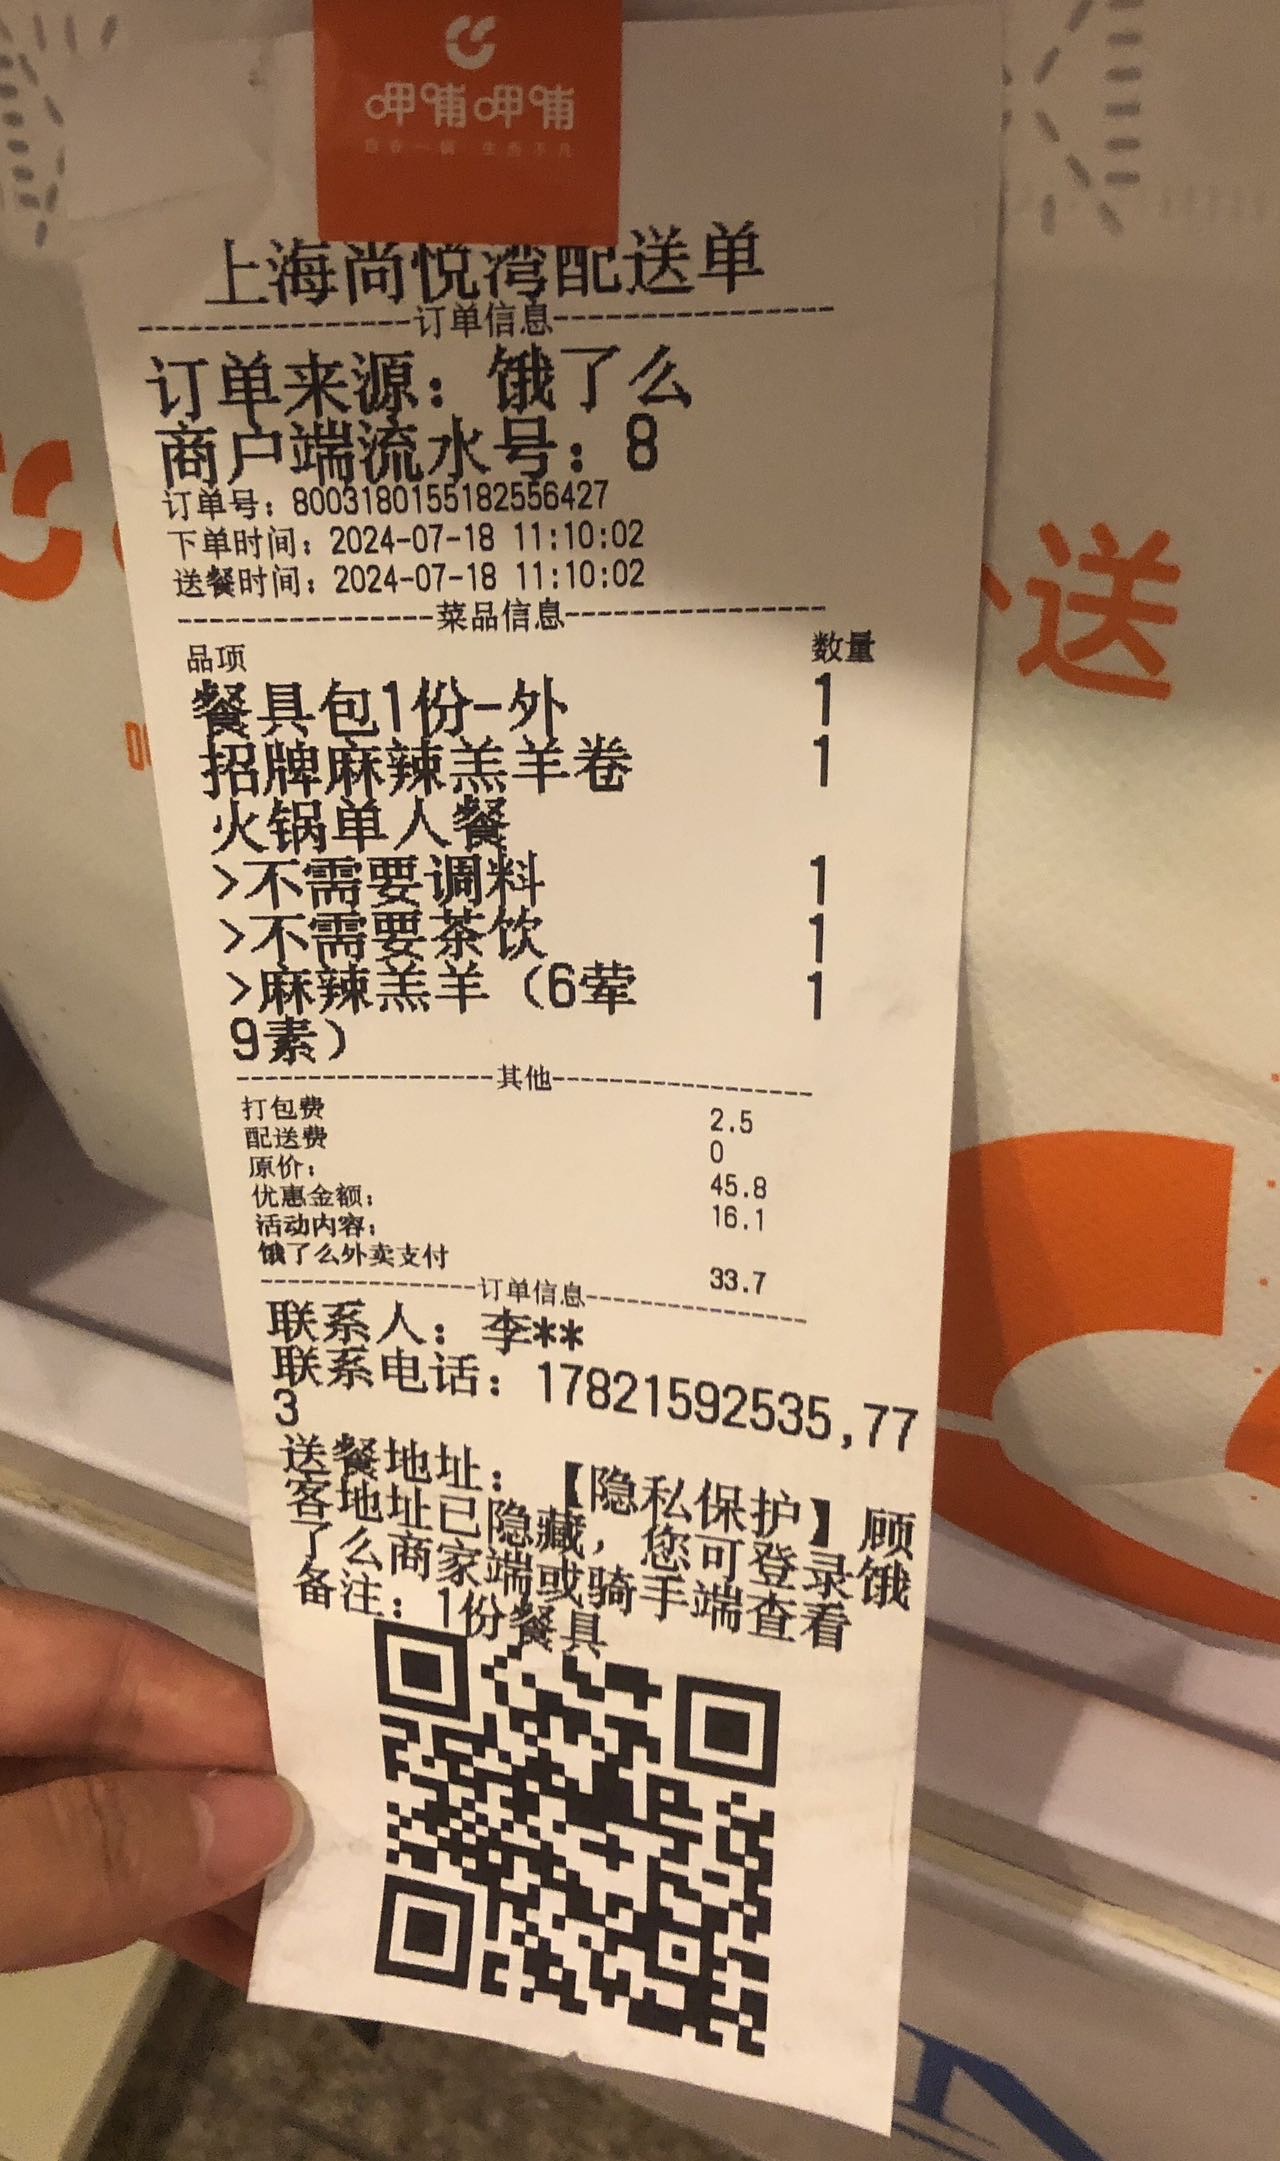 呷哺呷哺
上海尚悦湾配送单
订单信息
订单来源：饿了么
商户端流水号：8
订单号：8003180155182556427
下单时间：2024-07-18 11:10:02
送餐时间：2024-07-18 11:10:02
菜品信息
品项 数量
餐具包1份-外 1
招牌麻辣羔羊卷 1
火锅单人餐
>不需要调料 1
>不需要茶饮 1
>麻辣羔羊（6荤 1
9素）
其他
打包费 2.5
配送费 0
原价： 45.8
优惠金额： 16.1
活动内容：
饿了么外卖支付 33.7
订单信息
联系人：李**
联系电话：17821592535,77
3
送餐地址：【隐私保护】顾
客地址已隐藏，您可登录饿
了么商家端或骑手端查看
备注：1份餐具
送